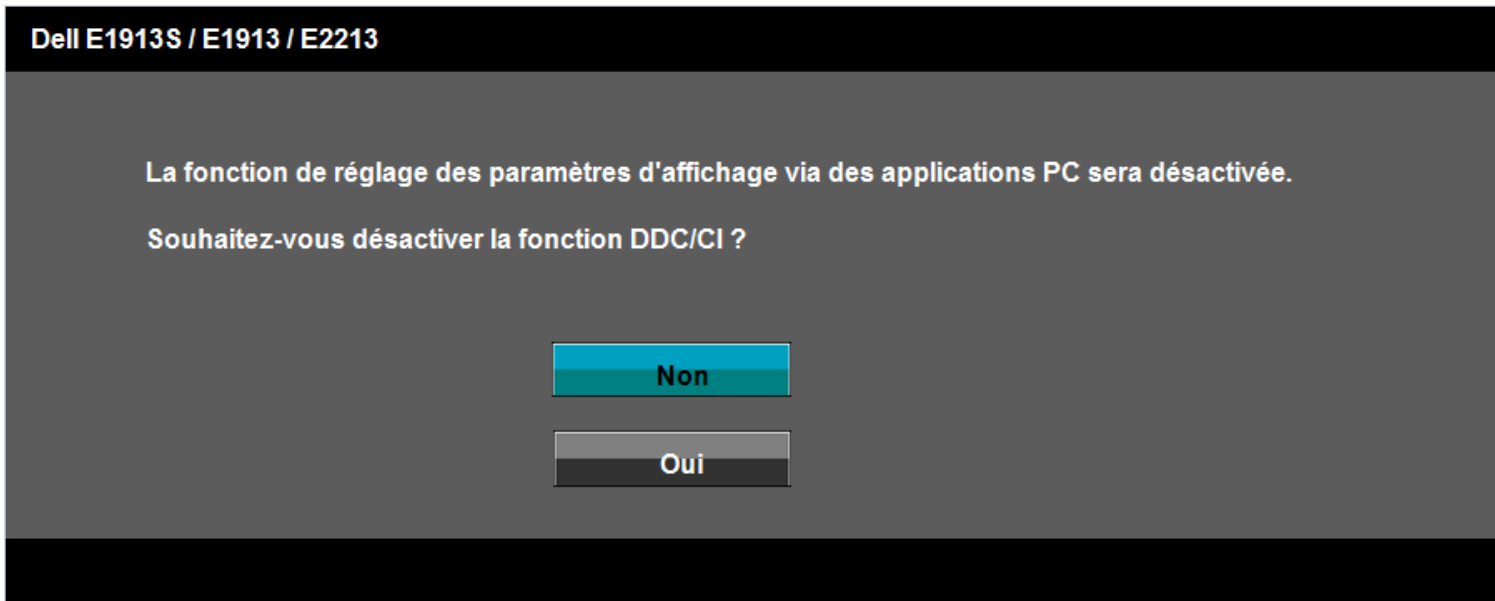 Dell E1913S / E1913 / E2213
La fonction de réglage des paramètres d'affichage via des applications PC sera désactivée.
Souhaitez-vous désactiver la fonction DDC/CI ?
Non
Oui